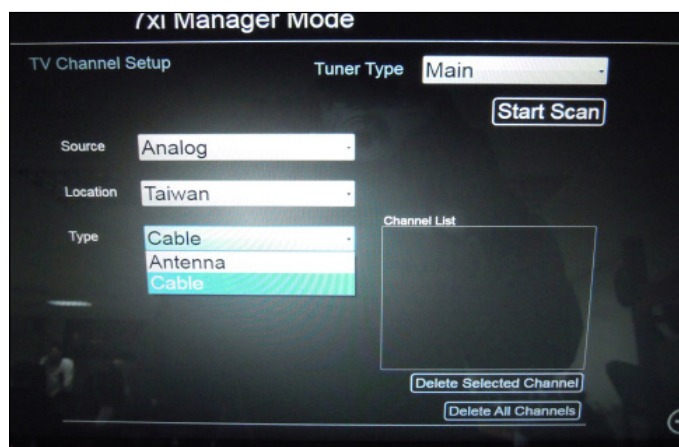 7xi Manager Mode
TV Channel Setup
Tuner Type Main
Start Scan
Source Analog
Location Taiwan
Type Cable
Antenna
Cable
Channel List
Delete Selected Channel
Delete All Channels